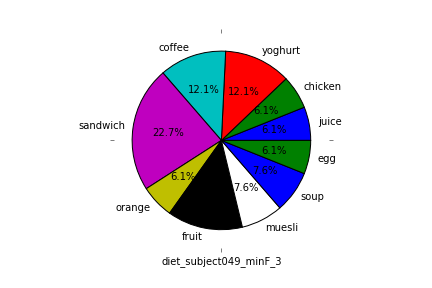 coffee
yoghurt
chicken
juice
egg
soup
muesli
fruit
orange
sandwich
12.1%
12.1%
6.1%
6.1%
6.1%
7.6%
7.6%
6.1%
22.7%
diet_subject049_minF_3